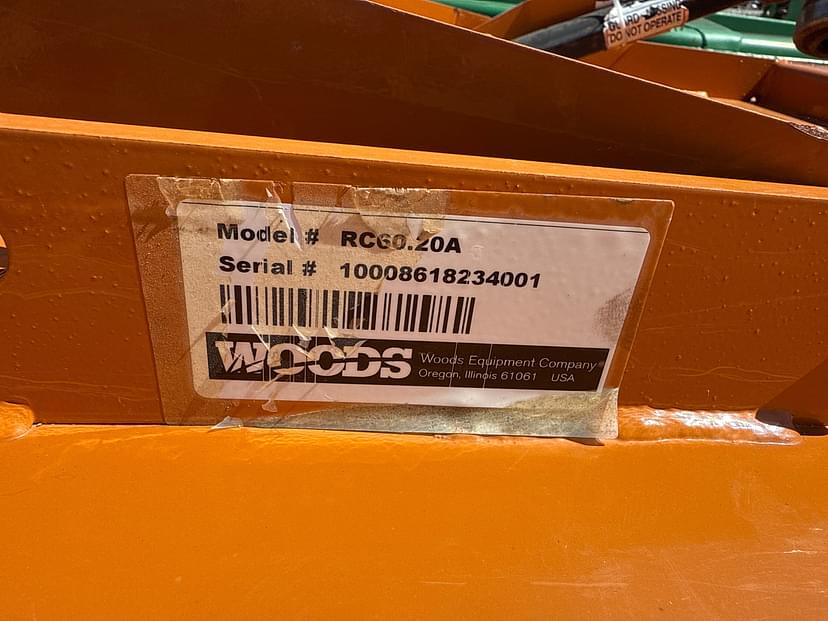 DO NOT OPERATE
Model # RC60.20A
Serial # 10008618234001
WOODS
Woods Equipment Company
Oregon, Illinois 61061 USA